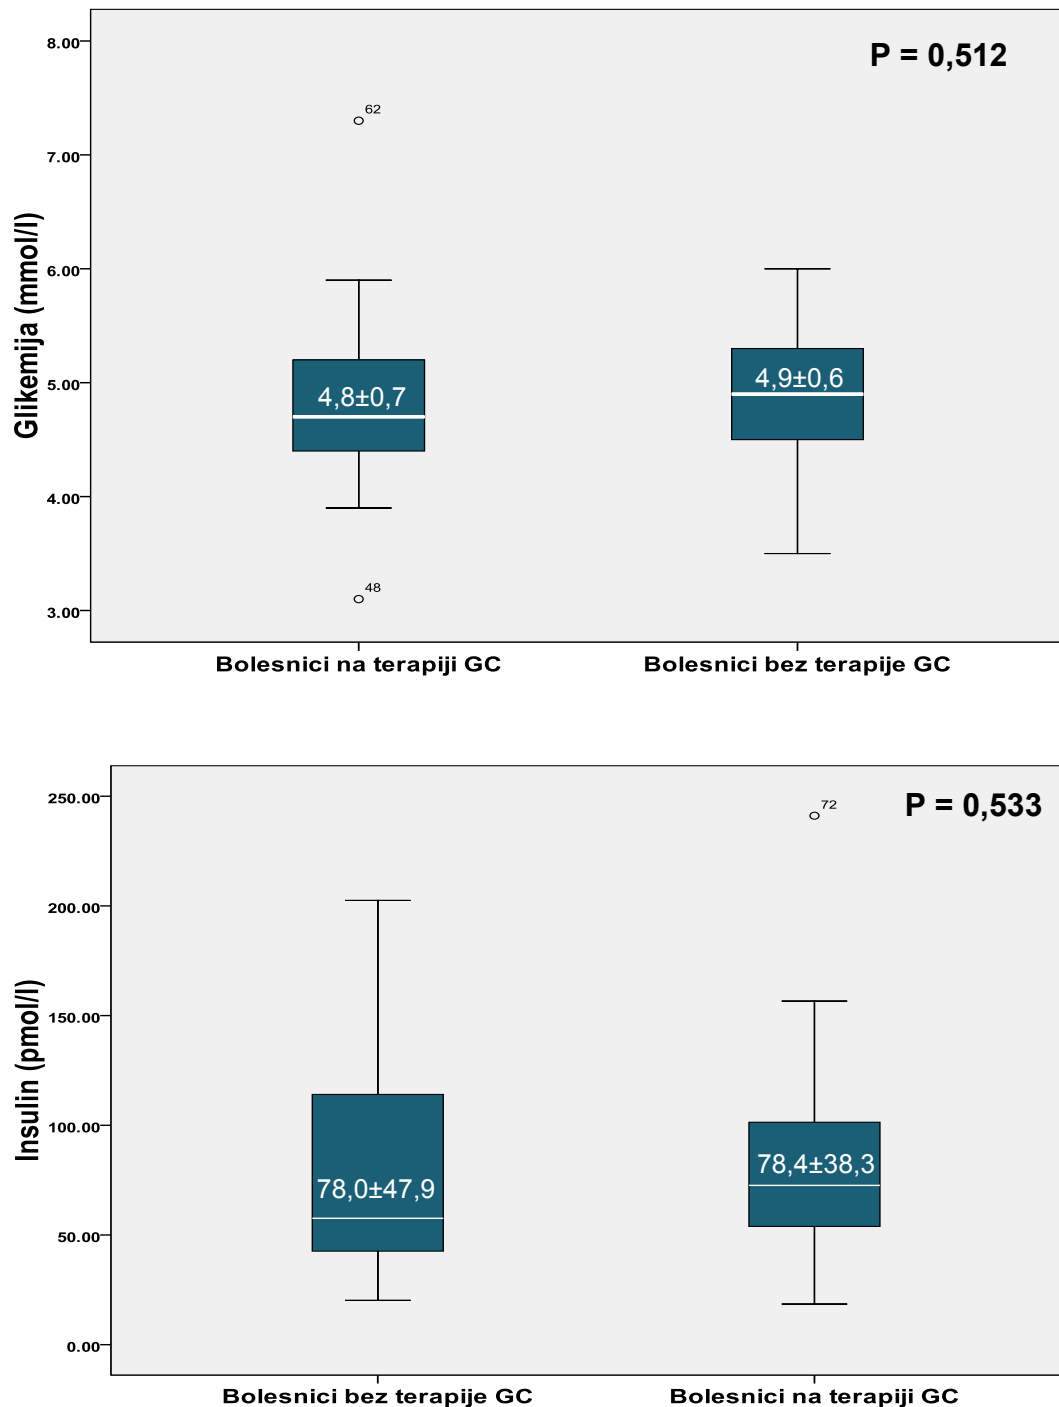 8.00
P = 0,512
62
7.00
6.00
Glikemija (mmol/l)
5.00
4,8±0,7
4,9±0,6
4.00
48
3.00
Bolesnici na terapiji GC
Bolesnici bez terapije GC
250.00
72
P = 0,533
200.00
150.00
Insulin (pmol/l)
100.00
78,0±47,9
78,4±38,3
50.00
0.00
Bolesnici bez terapije GC
Bolesnici na terapiji GC